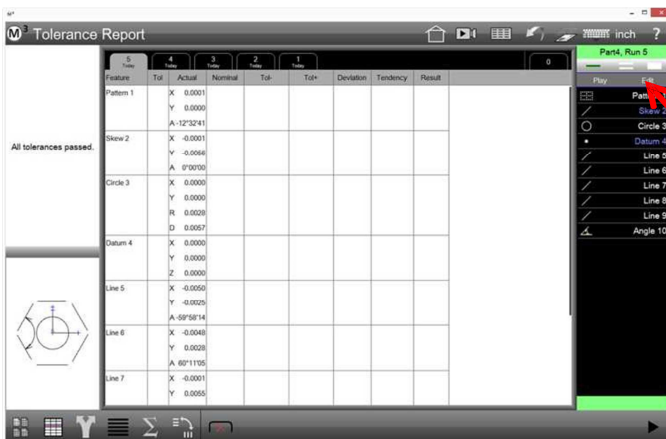 M³ Tolerance Report
inch ?
Part4, Run 5
5 Today 4 Today 3 Today 2 Today 1 Today 0
Play Edit
Feature Tol Actual Nominal Tol- Tol+ Deviation Tendency Result
All tolerances passed.
Pattern 1 X 0.0001
Y 0.0000
A -12°32'41
Skew 2 X -0.0001
Y -0.0066
A 0°00'00
Circle 3 X 0.0000
Y 0.0000
R 0.0028
D 0.0057
Datum 4 X 0.0000
Y 0.0000
Z 0.0000
Line 5 X -0.0050
Y -0.0025
A -59°58'14
Line 6 X -0.0048
Y 0.0028
A 60°11'05
Line 7 X -0.0001
Y 0.0055
Skew 2
Circle 3
Datum 4
Line 5
Line 6
Line 7
Line 8
Line 9
Angle 10